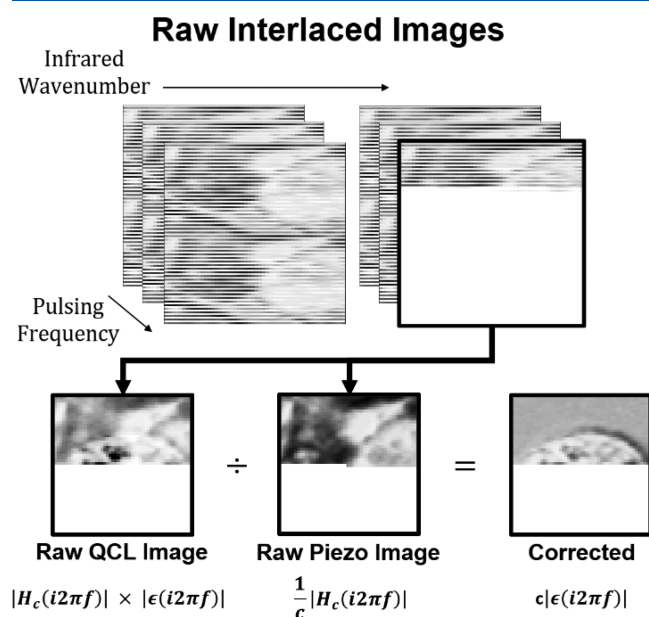 Raw Interlaced Images
Infrared
Wavenumber
Pulsing
Frequency
÷
=
Raw QCL Image
Raw Piezo Image
Corrected
|H_c(i2πf)| × |ϵ(i2πf)|
1/c |H_c(i2πf)|
c|ϵ(i2πf)|